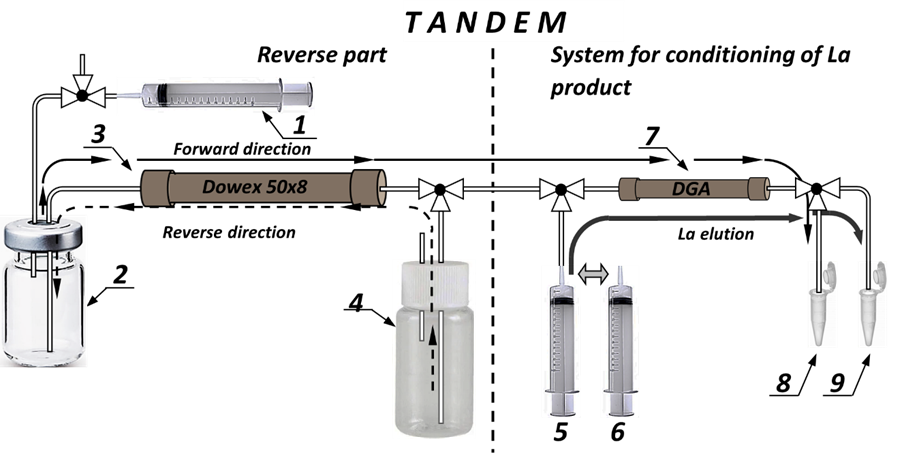 TANDEM
Reverse part
System for conditioning of La
product
1
3
7
Forward direction
Dowex 50x8
DGA
Reverse direction
La elution
2
4
8
9
5
6